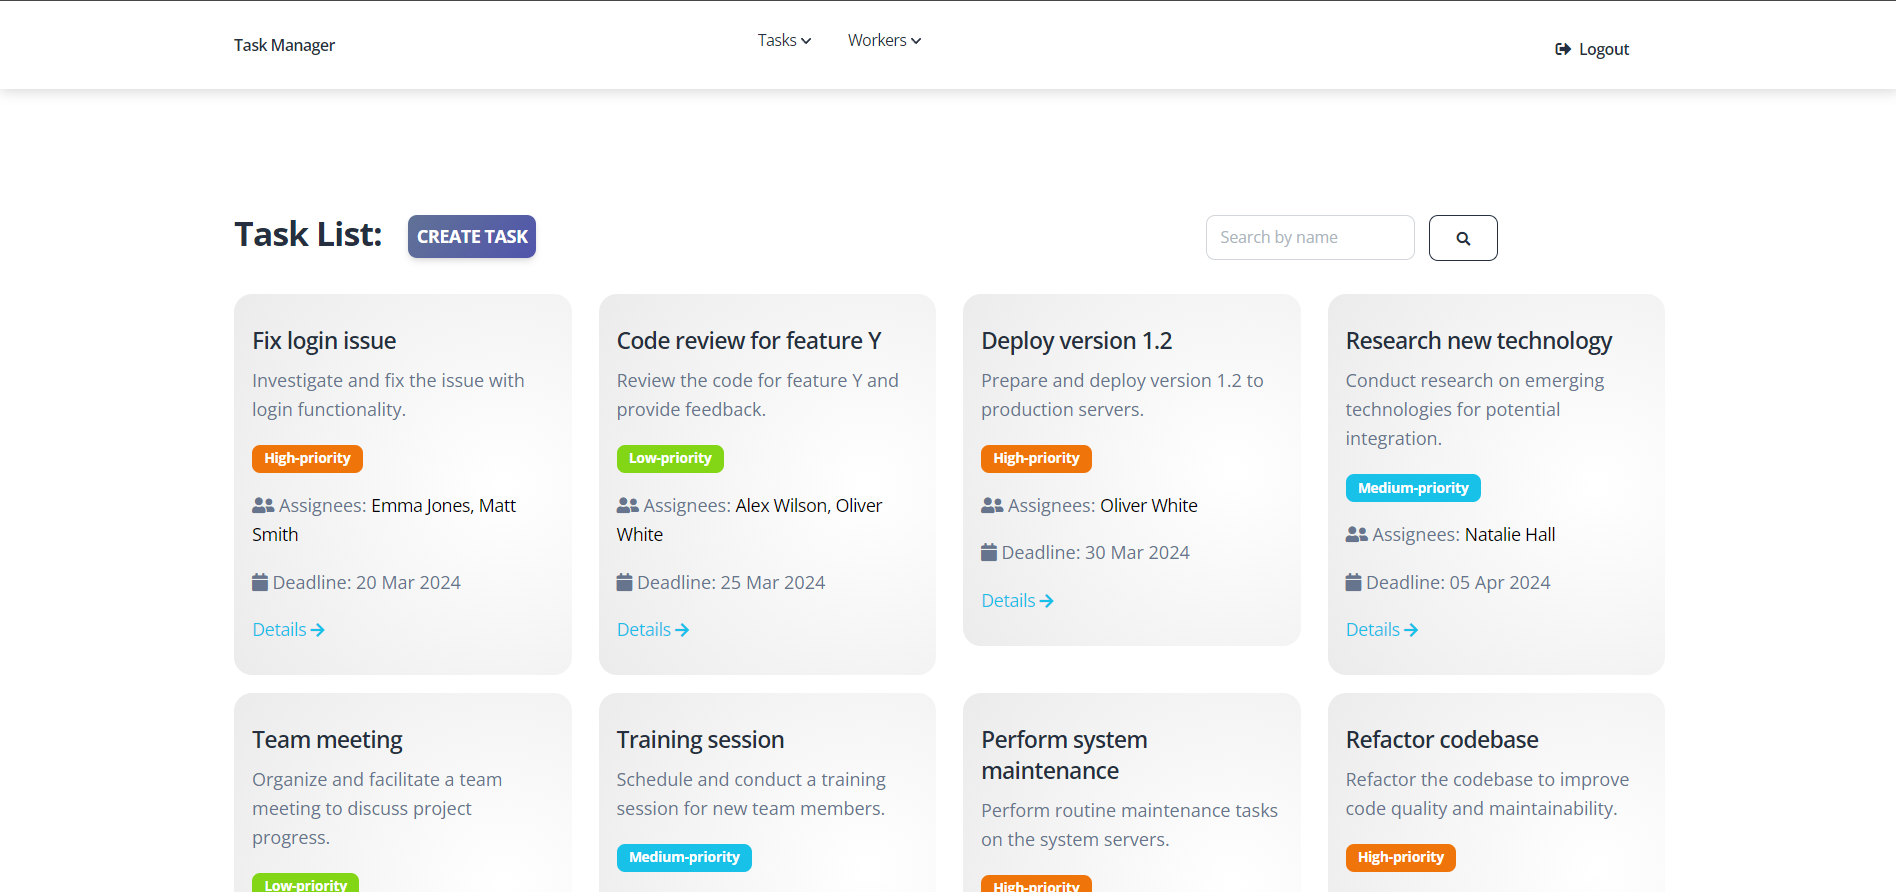 Task Manager
Tasks
Workers
Logout
Task List:
CREATE TASK
Search by name
Fix login issue
Investigate and fix the issue with
login functionality.
High-priority
Assignees: Emma Jones, Matt
Smith
Deadline: 20 Mar 2024
Details
Code review for feature Y
Review the code for feature Y and
provide feedback.
Low-priority
Assignees: Alex Wilson, Oliver
White
Deadline: 25 Mar 2024
Details
Deploy version 1.2
Prepare and deploy version 1.2 to
production servers.
High-priority
Assignees: Oliver White
Deadline: 30 Mar 2024
Details
Research new technology
Conduct research on emerging
technologies for potential
integration.
Medium-priority
Assignees: Natalie Hall
Deadline: 05 Apr 2024
Details
Team meeting
Organize and facilitate a team
meeting to discuss project
progress.
Low-priority
Training session
Schedule and conduct a training
session for new team members.
Medium-priority
Perform system
maintenance
Perform routine maintenance tasks
on the system servers.
High-priority
Refactor codebase
Refactor the codebase to improve
code quality and maintainability.
High-priority